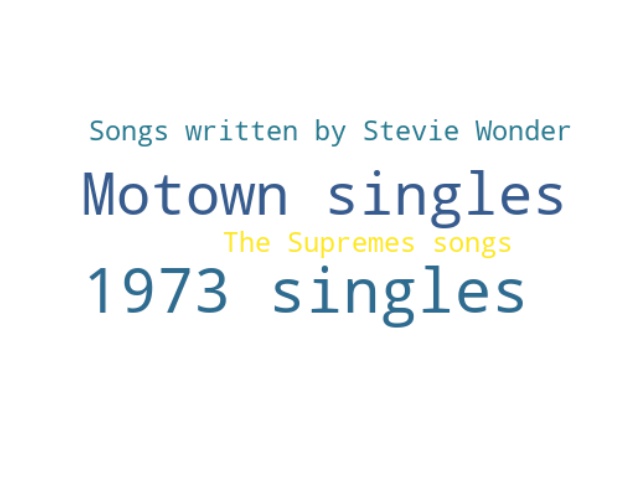 Songs written by Stevie Wonder
Motown singles
The Supremes songs
1973 singles